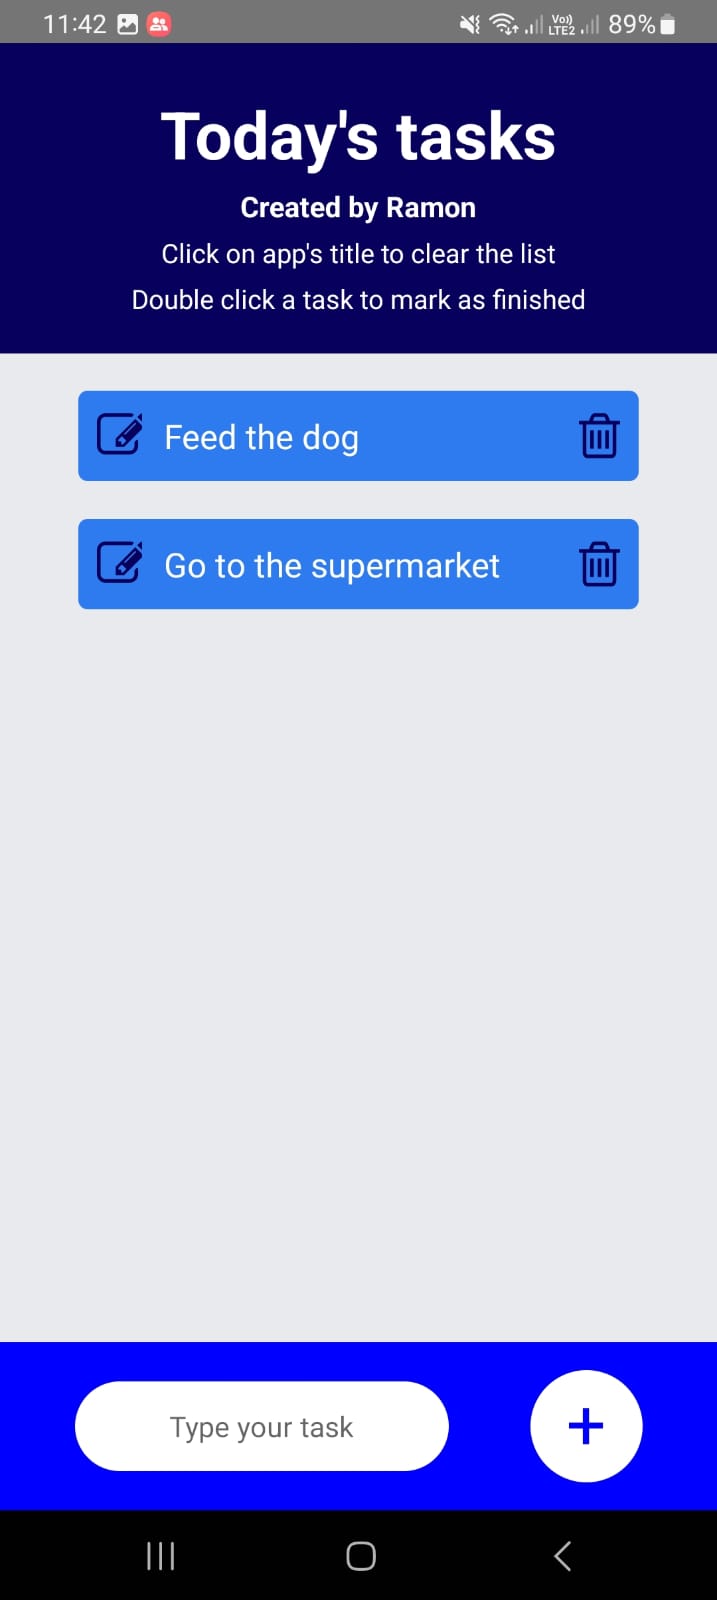 11:42 Vo)) LTE2 89%
Today's tasks
Created by Ramon
Click on app's title to clear the list
Double click a task to mark as finished
Feed the dog
Go to the supermarket
Type your task